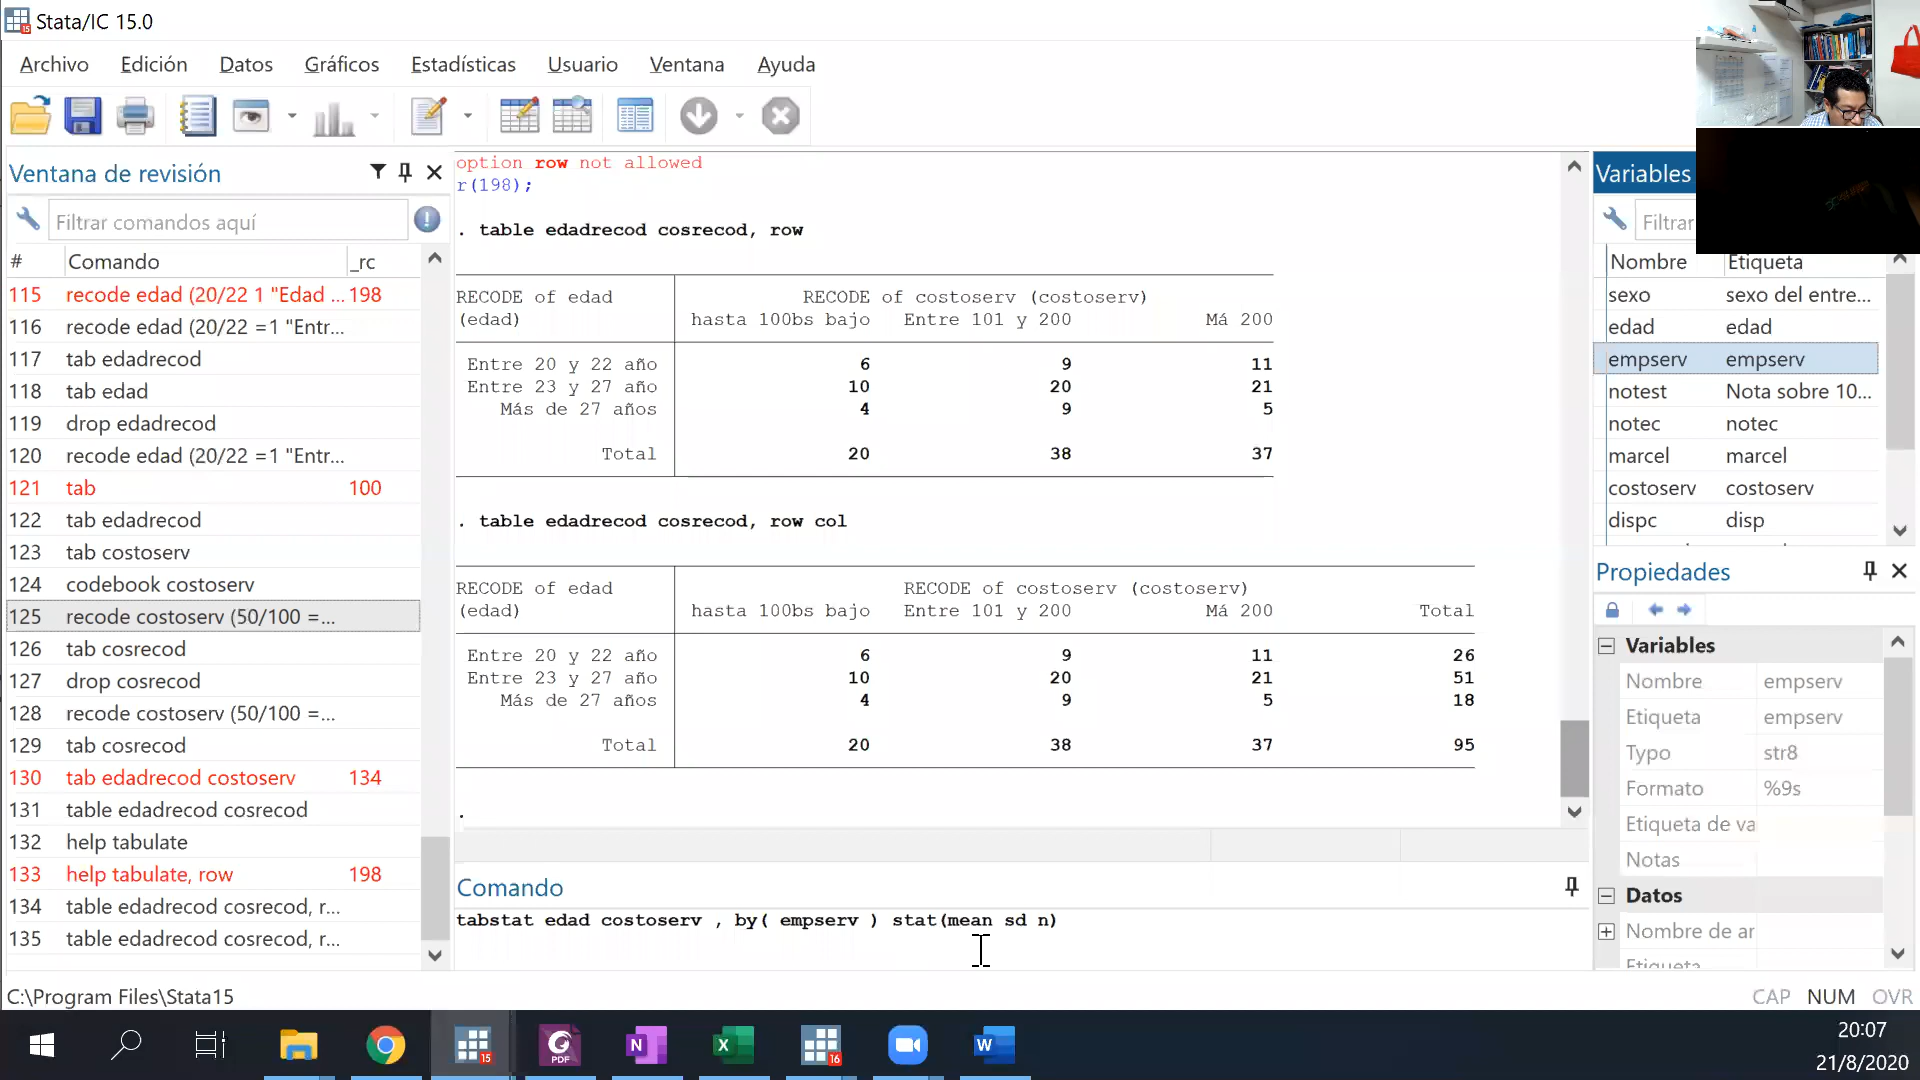 Stata/IC 15.0
Archivo Edición Datos Gráficos Estadísticas Usuario Ventana Ayuda
Ventana de revisión
Filtrar comandos aquí
# Comando _rc
115 recode edad (20/22 1 "Edad ... 198
116 recode edad (20/22 =1 "Entr...
117 tab edadrecod
118 tab edad
119 drop edadrecod
120 recode edad (20/22 =1 "Entr...
121 tab 100
122 tab edadrecod
123 tab costoserv
124 codebook costoserv
125 recode costoserv (50/100 =...
126 tab cosrecod
127 drop cosrecod
128 recode costoserv (50/100 =...
129 tab cosrecod
130 tab edadrecod costoserv 134
131 table edadrecod cosrecod
132 help tabulate
133 help tabulate, row 198
134 table edadrecod cosrecod, r...
135 table edadrecod cosrecod, r...
option row not allowed
r(198);
. table edadrecod cosrecod, row
RECODE of edad RECODE of costoserv (costoserv)
(edad) hasta 100bs bajo Entre 101 y 200 Má 200
Entre 20 y 22 año 6 9 11
Entre 23 y 27 año 10 20 21
Más de 27 años 4 9 5
Total 20 38 37
. table edadrecod cosrecod, row col
RECODE of edad RECODE of costoserv (costoserv)
(edad) hasta 100bs bajo Entre 101 y 200 Má 200 Total
Entre 20 y 22 año 6 9 11 26
Entre 23 y 27 año 10 20 21 51
Más de 27 años 4 9 5 18
Total 20 38 37 95
.
Comando
tabstat edad costoserv , by( empserv ) stat(mean sd n)
Variables
Filtrar
Nombre Etiqueta
sexo sexo del entre...
edad edad
empserv empserv
notest Nota sobre 10...
notec notec
marcel marcel
costoserv costoserv
dispc disp
Propiedades
Variables
Nombre empserv
Etiqueta empserv
Typo str8
Formato %9s
Etiqueta de va
Notas
Datos
Nombre de ar
Etiqueta
C:\Program Files\Stata15
CAP NUM OVR
15
PDF
N
X
16
W
20:07
21/8/2020